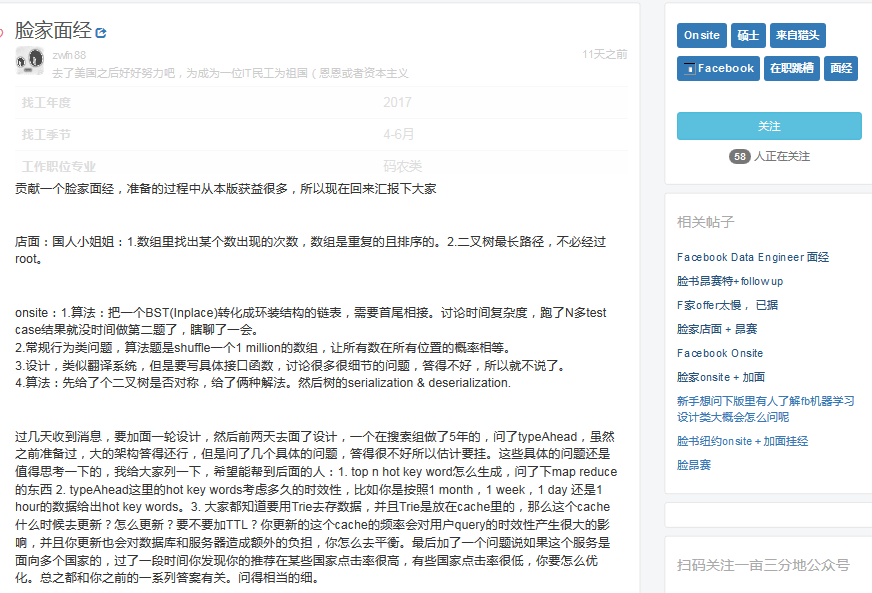 脸家面经
zwfn88
11天之前
去了美国之后好好努力吧，为成为一位IT民工为祖国（恩恩或者资本主义
找工年度 2017
找工季节 4-6月
工作职位专业 码农类
贡献一个脸家面经，准备的过程中从本版获益很多，所以现在回来汇报下大家
店面：国人小姐姐：1.数组里找出某个数出现的次数，数组是重复的且排序的。2.二叉树最长路径，不必经过
root。
onsite：1.算法：把一个BST(Inplace)转化成环装结构的链表，需要首尾相接。讨论时间复杂度，跑了N多test
case结果就没时间做第二题了，瞎聊了一会。
2.常规行为类问题，算法题是shuffle一个1 million的数组，让所有数在所有位置的概率相等。
3.设计，类似翻译系统，但是要写具体接口函数，讨论很多很细节的问题，答得不好，所以就不说了。
4.算法：先给了个二叉树是否对称，给了俩种解法。然后树的serialization & deserialization.
过几天收到消息，要加面一轮设计，然后前两天去面了设计，一个在搜索组做了5年的，问了typeAhead，虽然
之前准备过，大的架构答得还行，但是问了几个具体的问题，答得很不好所以估计要挂。这些具体的问题还是
值得思考一下的，我给大家列一下，希望能帮到后面的人：1. top n hot key word怎么生成，问了下map reduce
的东西 2. typeAhead这里的hot key words考虑多久的时效性，比如你是按照1 month，1 week，1 day 还是1
hour的数据给出hot key words。3. 大家都知道要用Trie去存数据，并且Trie是放在cache里的，那么这个cache
什么时候去更新？怎么更新？要不要加TTL？你更新的这个cache的频率会对用户query的时效性产生很大的影
响，并且你更新也会对数据库和服务器造成额外的负担，你怎么去平衡。最后加了一个问题说如果这个服务是
面向多个国家的，过了一段时间你发现你的推荐在某些国家点击率很高，有些国家点击率很低，你要怎么优
化。总之都和你之前的一系列答案有关。问得相当的细。
Onsite 硕士 来自猎头
Facebook 在职跳槽 面经
关注
58 人正在关注
相关帖子
Facebook Data Engineer 面经
脸书昂赛特+followup
F家offer太慢， 已据
脸家店面 + 昂赛
Facebook Onsite
脸家onsite + 加面
新手想问下版里有人了解fb机器学习
设计类大概会怎么问呢
脸书纽约onsite + 加面挂经
脸昂赛
扫码关注一亩三分地公众号